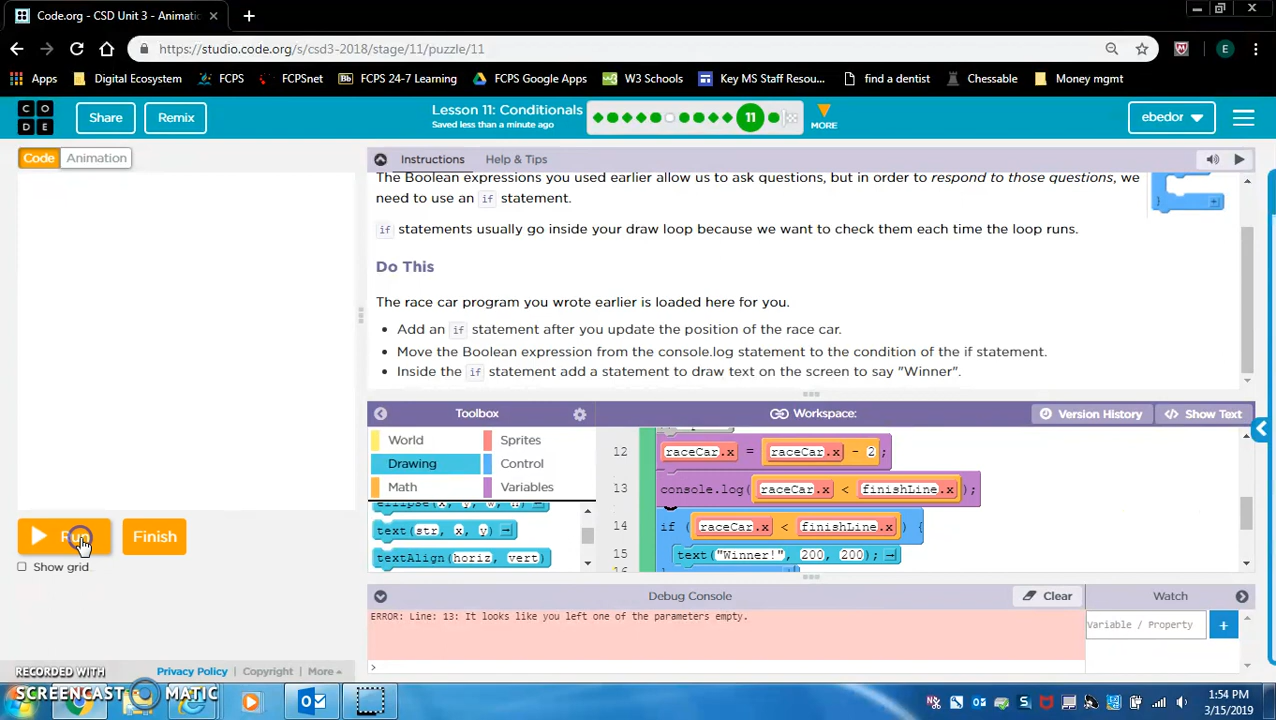 Code.org - CSD Unit 3 - Animatio
https://studio.code.org/s/csd3-2018/stage/11/puzzle/11
E
Apps Digital Ecosystem FCPS FCPSnet Bb FCPS 24-7 Learning FCPS Google Apps W3 Schools Key MS Staff Resou... find a dentist Chessable Money mgmt
C O
D E
Share Remix Lesson 11: Conditionals 11 MORE ebedor
Saved less than a minute ago
Code Animation Instructions Help & Tips
The Boolean expressions you used earlier allow us to ask questions, but in order to respond to those questions, we
need to use an if statement.
if statements usually go inside your draw loop because we want to check them each time the loop runs.
Do This
The race car program you wrote earlier is loaded here for you.
• Add an if statement after you update the position of the race car.
• Move the Boolean expression from the console.log statement to the condition of the if statement.
• Inside the if statement add a statement to draw text on the screen to say "Winner".
Toolbox Workspace: Version History Show Text
World Sprites
Drawing Control
Math Variables
ellipse(x, y, w, h)
text(str, x, y)
textAlign(horiz, vert)
12 raceCar.x = raceCar.x - 2;
13 console.log(raceCar.x < finishLine.x);
14 if (raceCar.x < finishLine.x) {
15 text("Winner!", 200, 200);
16 }
Run Finish
Show grid
Debug Console Clear Watch
ERROR: Line: 13: It looks like you left one of the parameters empty.
Variable / Property +
>
Privacy Policy | Copyright | More
RECORDED WITH
SCREENCAST MATIC
1:54 PM
3/15/2019